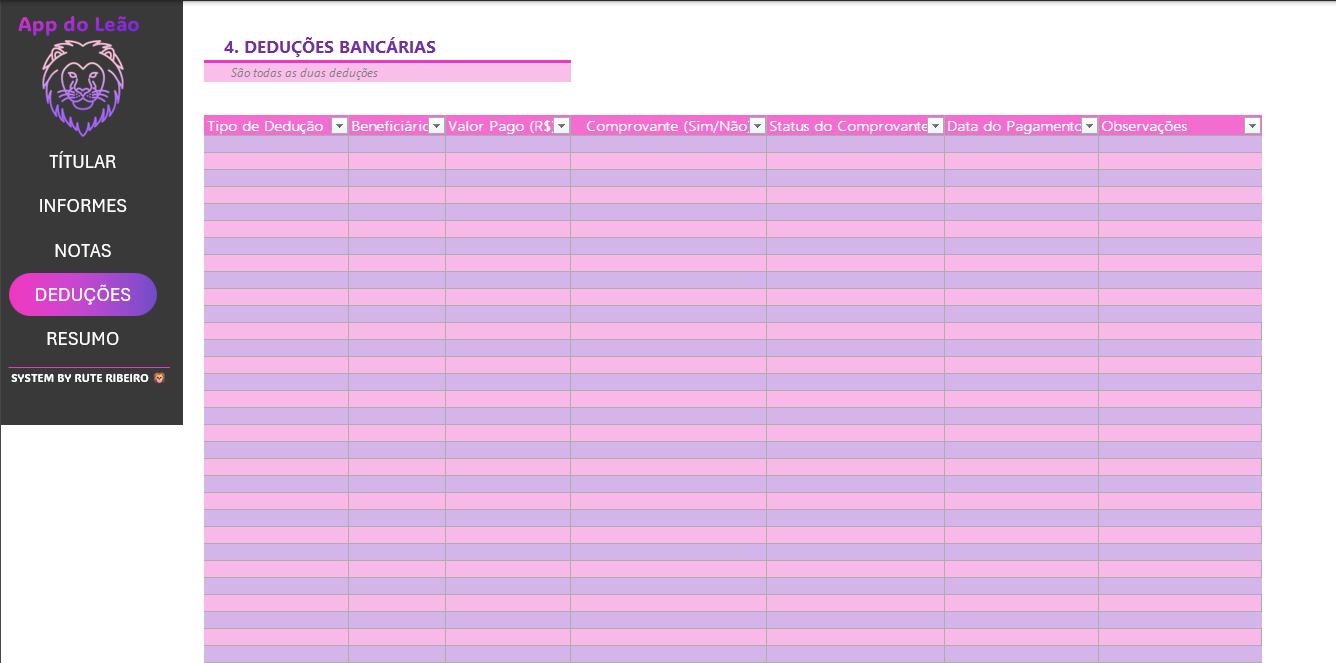 App do Leão
TÍTULAR
INFORMES
NOTAS
DEDUÇÕES
RESUMO
SYSTEM BY RUTE RIBEIRO
4. DEDUÇÕES BANCÁRIAS
São todas as duas deduções
Tipo de Dedução Beneficiário Valor Pago (R$) Comprovante (Sim/Não) Status do Comprovante Data do Pagamento Observações